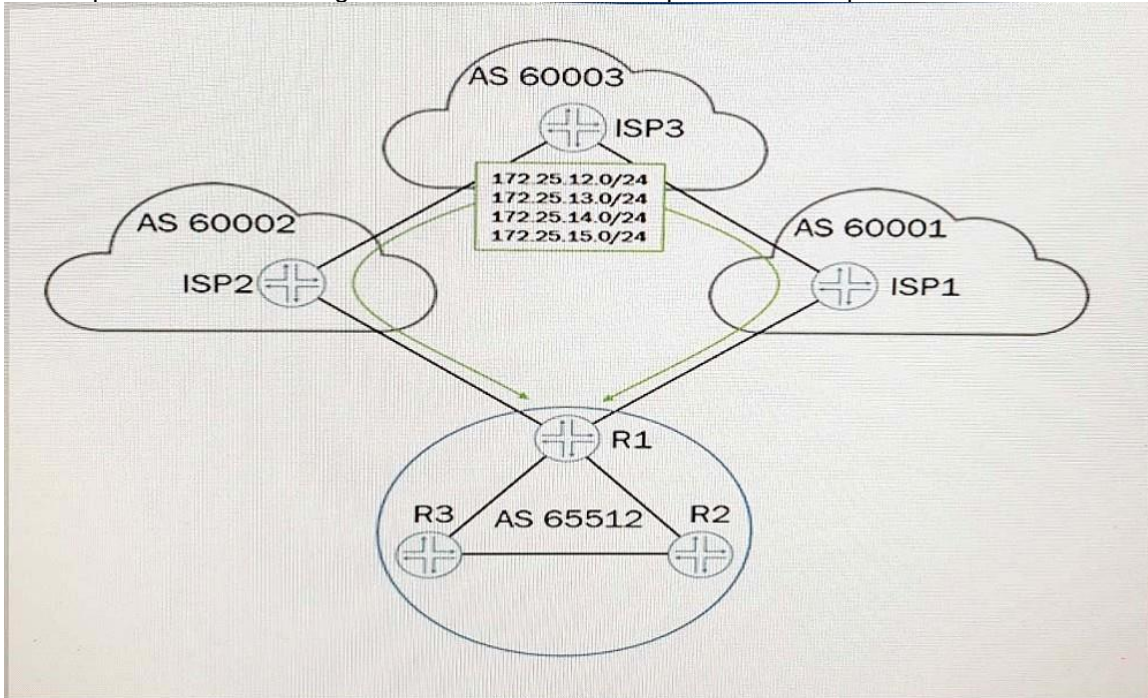 AS 60003
ISP3
172.25.12.0/24
172.25.13.0/24
172.25.14.0/24
172.25.15.0/24
AS 60002
AS 60001
ISP2
ISP1
R1
R3
AS 65512
R2